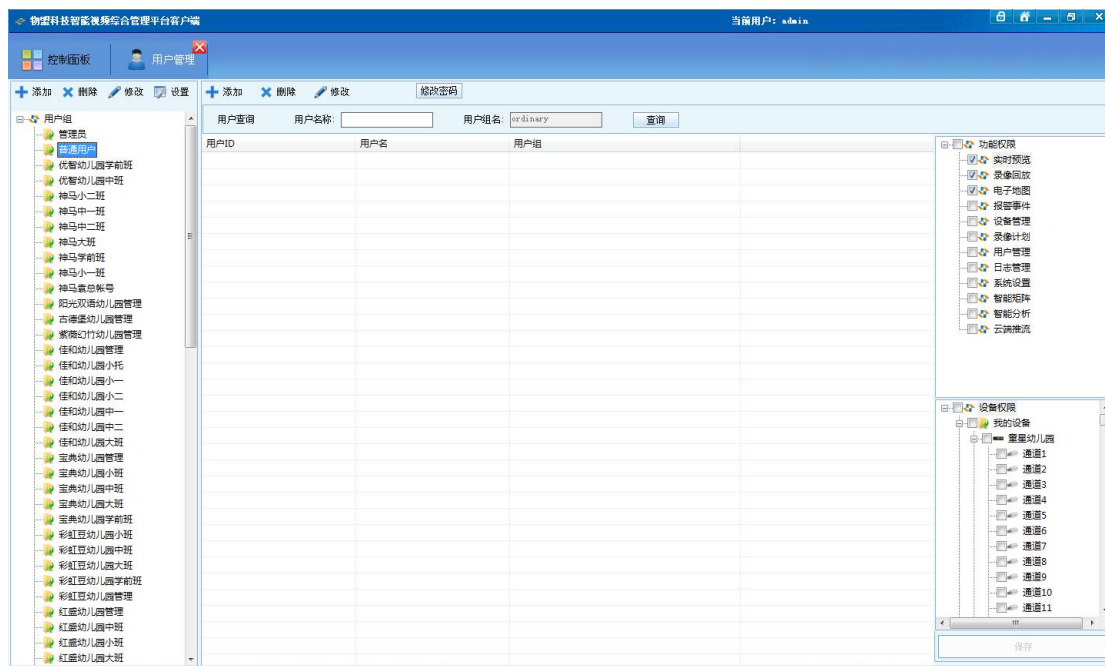 物盟科技智能视频综合管理平台客户端 当前用户: admin
控制面板 用户管理
添加 删除 修改 设置 添加 删除 修改 修改密码
用户组
管理员
普通用户
优智幼儿园学前班
优智幼儿园中班
神马小二班
神马中一班
神马中二班
神马大班
神马学前班
神马小一班
神马袁总帐号
阳光双语幼儿园管理
古德堡幼儿园管理
紫薇幻竹幼儿园管理
佳和幼儿园管理
佳和幼儿园小托
佳和幼儿园小一
佳和幼儿园小二
佳和幼儿园中一
佳和幼儿园中二
佳和幼儿园大班
宝典幼儿园管理
宝典幼儿园小班
宝典幼儿园中班
宝典幼儿园大班
宝典幼儿园学前班
彩虹豆幼儿园小班
彩虹豆幼儿园中班
彩虹豆幼儿园大班
彩虹豆幼儿园学前班
彩虹豆幼儿园管理
红盛幼儿园管理
红盛幼儿园中班
红盛幼儿园小班
红盛幼儿园大班
用户查询 用户名称: 用户组名: ordinary 查询
用户ID 用户名 用户组
功能权限
实时预览
录像回放
电子地图
报警事件
设备管理
录像计划
用户管理
日志管理
系统设置
智能矩阵
智能分析
云端推流
设备权限
我的设备
童星幼儿园
通道1
通道2
通道3
通道4
通道5
通道6
通道7
通道8
通道9
通道10
通道11
保存